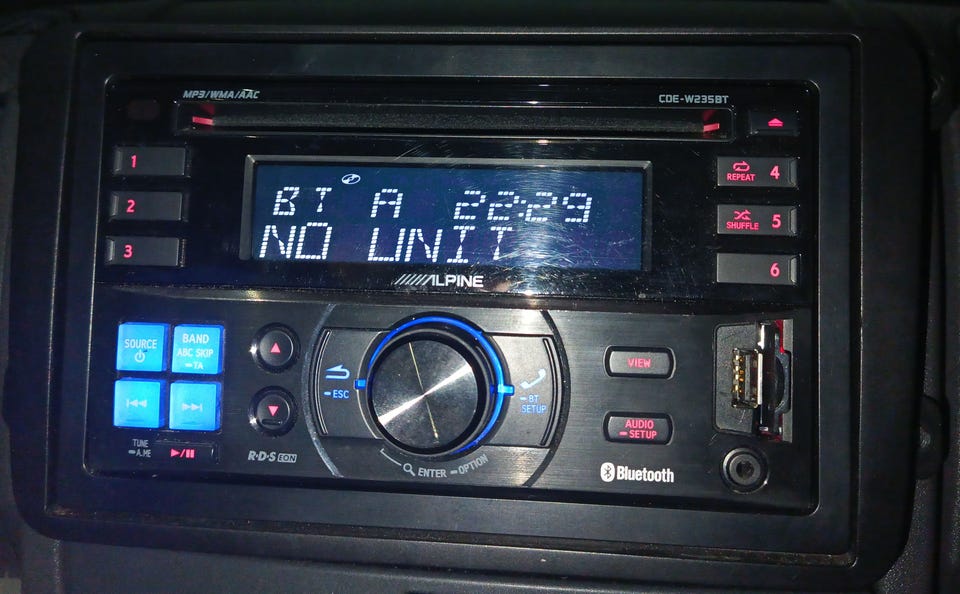 MP3/WMA/AAC
CDE-W235BT
1
2
3
BT A 22:29
NO UNIT
REPEAT 4
SHUFFLE 5
6
ALPINE
SOURCE
BAND
ABC SKIP
TA
ESC
BT
SETUP
VIEW
AUDIO
SETUP
TUNE
A.ME
R·D·S EON
ENTER OPTION
Bluetooth